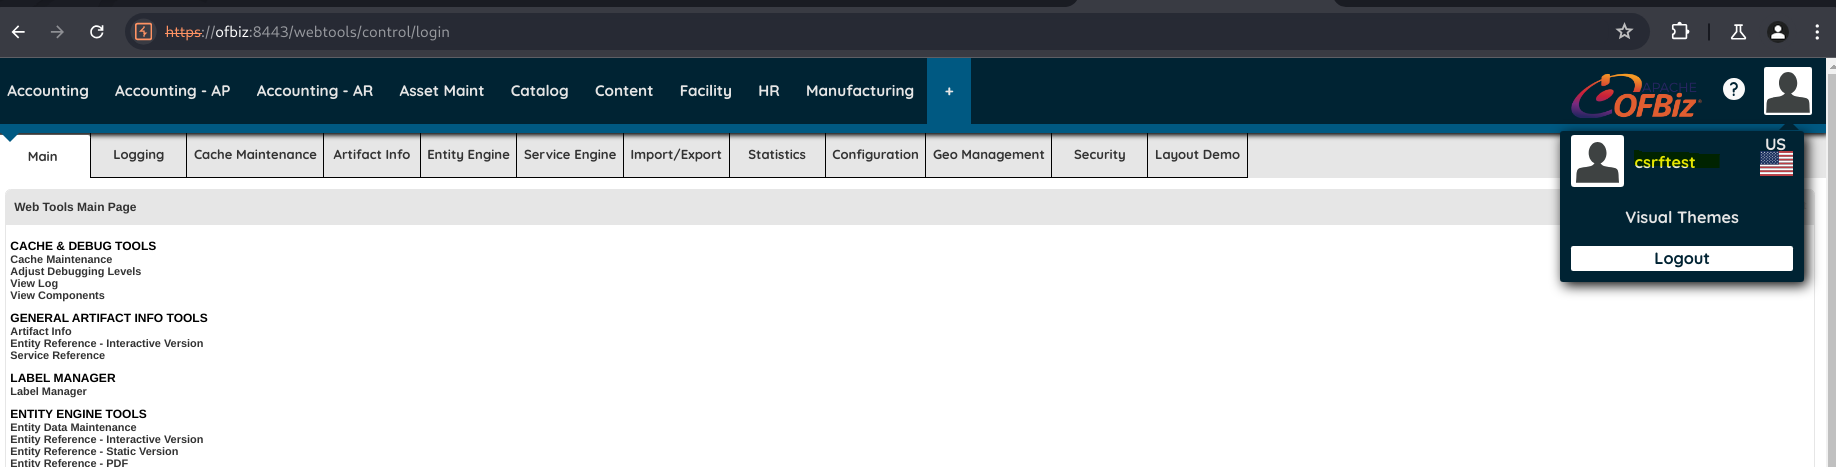 https://ofbiz:8443/webtools/control/login
Accounting Accounting - AP Accounting - AR Asset Maint Catalog Content Facility HR Manufacturing + APACHE OFBiz ?
Main Logging Cache Maintenance Artifact Info Entity Engine Service Engine Import/Export Statistics Configuration Geo Management Security Layout Demo
csrftest US
Visual Themes
Logout
Web Tools Main Page
CACHE & DEBUG TOOLS
Cache Maintenance
Adjust Debugging Levels
View Log
View Components
GENERAL ARTIFACT INFO TOOLS
Artifact Info
Entity Reference - Interactive Version
Service Reference
LABEL MANAGER
Label Manager
ENTITY ENGINE TOOLS
Entity Data Maintenance
Entity Reference - Interactive Version
Entity Reference - Static Version
Entity Reference - PDF